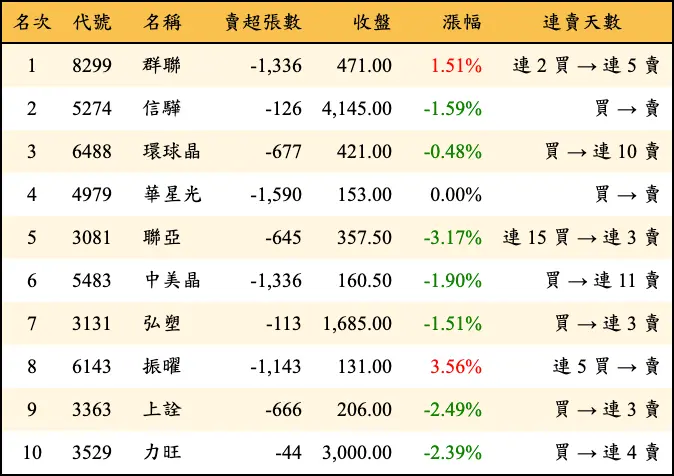 名次 代號 名稱 賣超張數 收盤 漲幅 連賣天數
1 8299 群聯 -1,336 471.00 1.51% 連 2 買 → 連 5 賣
2 5274 信驊 -126 4,145.00 -1.59% 買 → 賣
3 6488 環球晶 -677 421.00 -0.48% 買 → 連 10 賣
4 4979 華星光 -1,590 153.00 0.00% 買 → 賣
5 3081 聯亞 -645 357.50 -3.17% 連 15 買 → 連 3 賣
6 5483 中美晶 -1,336 160.50 -1.90% 買 → 連 11 賣
7 3131 弘塑 -113 1,685.00 -1.51% 買 → 連 3 賣
8 6143 振曜 -1,143 131.00 3.56% 連 5 買 → 賣
9 3363 上詮 -666 206.00 -2.49% 買 → 連 3 賣
10 3529 力旺 -44 3,000.00 -2.39% 買 → 連 4 賣